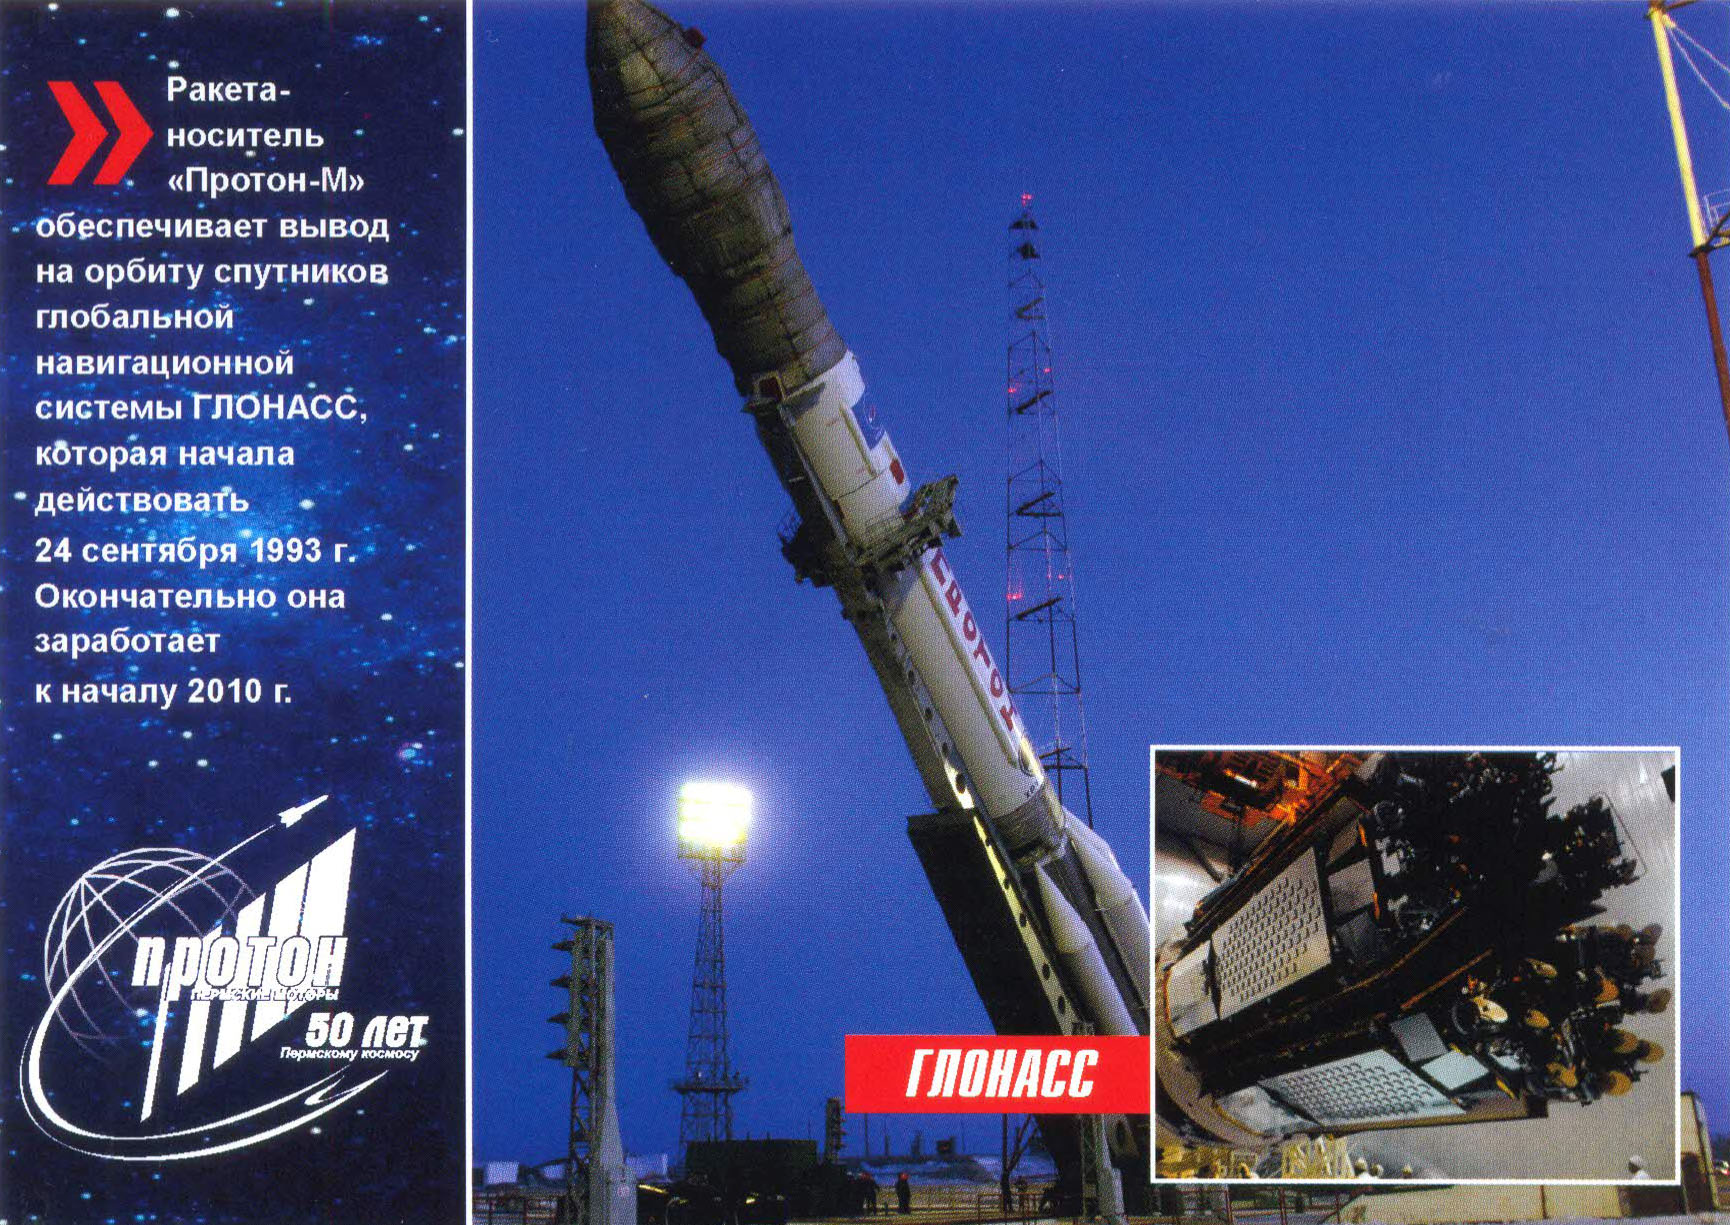 Ракета-
носитель
«Протон-М»
обеспечивает вывод
на орбиту спутников
глобальной
навигационной
системы ГЛОНАСС,
которая начала
действовать
24 сентября 1993 г.
Окончательно она
заработает
к началу 2010 г.
ПРОТОН
ПРОТОН
ПЕРМСКИЕ МОТОРЫ
50 лет
Пермскому космосу
ГЛОНАСС